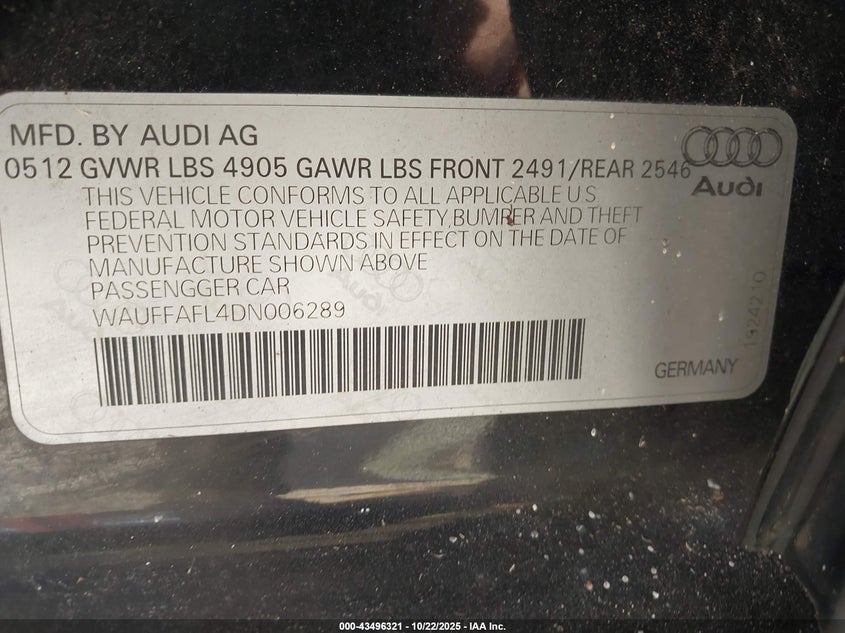 MFD. BY AUDI AG
0512 GVWR LBS 4905 GAWR LBS FRONT 2491/REAR 2546
Audi
THIS VEHICLE CONFORMS TO ALL APPLICABLE U.S
FEDERAL MOTOR VEHICLE SAFETY,BUMPER AND THEFT
PREVENTION STANDARDS IN EFFECT ON THE DATE OF
MANUFACTURE SHOWN ABOVE
PASSENGGER CAR
WAUFFAFL4DN006289
Audi
1924210
GERMANY
000-43496321 - 10/22/2025 - IAA Inc.